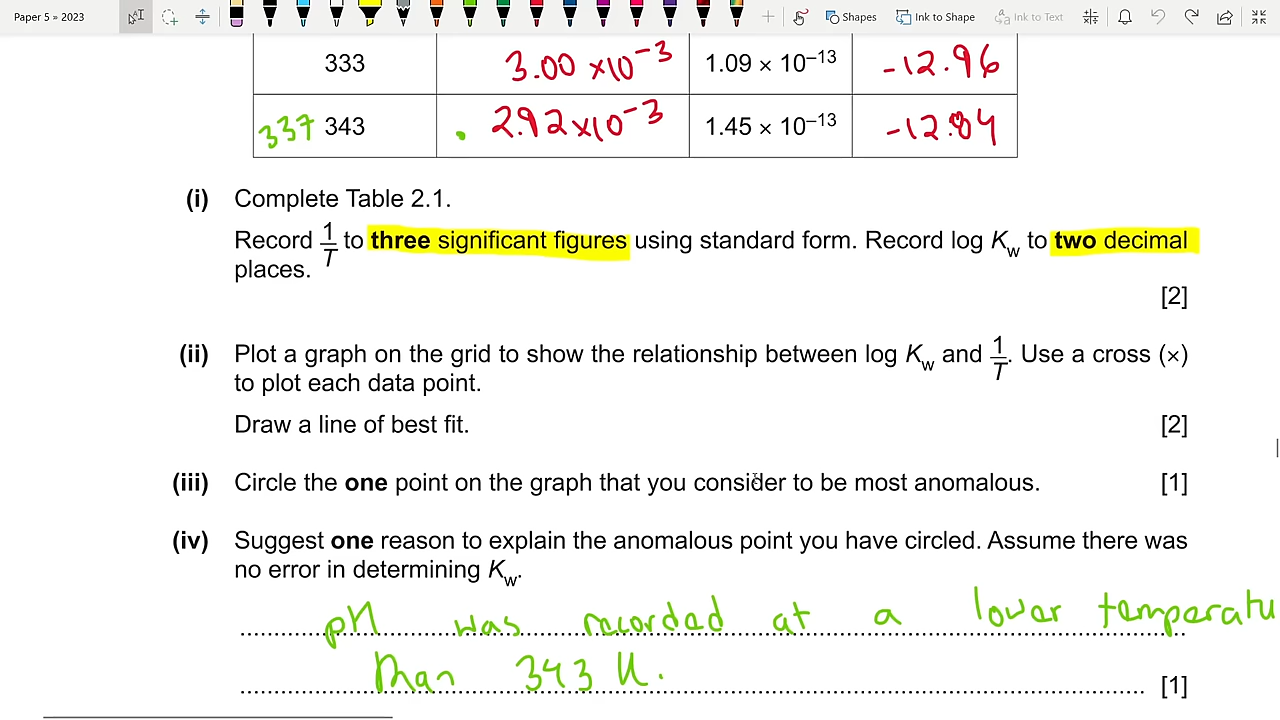 Paper 5 » 2023
Shapes
Ink to Shape
Ink to Text
333 3.00 ×10⁻³ 1.09 × 10⁻¹³ -12.96
337 343 2.92×10⁻³ 1.45 × 10⁻¹³ -12.84
(i) Complete Table 2.1.
Record 1/T to three significant figures using standard form. Record log Kw to two decimal
places.
[2]
(ii) Plot a graph on the grid to show the relationship between log Kw and 1/T. Use a cross (×)
to plot each data point.
Draw a line of best fit. [2]
(iii) Circle the one point on the graph that you consider to be most anomalous. [1]
(iv) Suggest one reason to explain the anomalous point you have circled. Assume there was
no error in determining Kw.
pH was recorded at a lower temperatu
than 343 K.
[1]